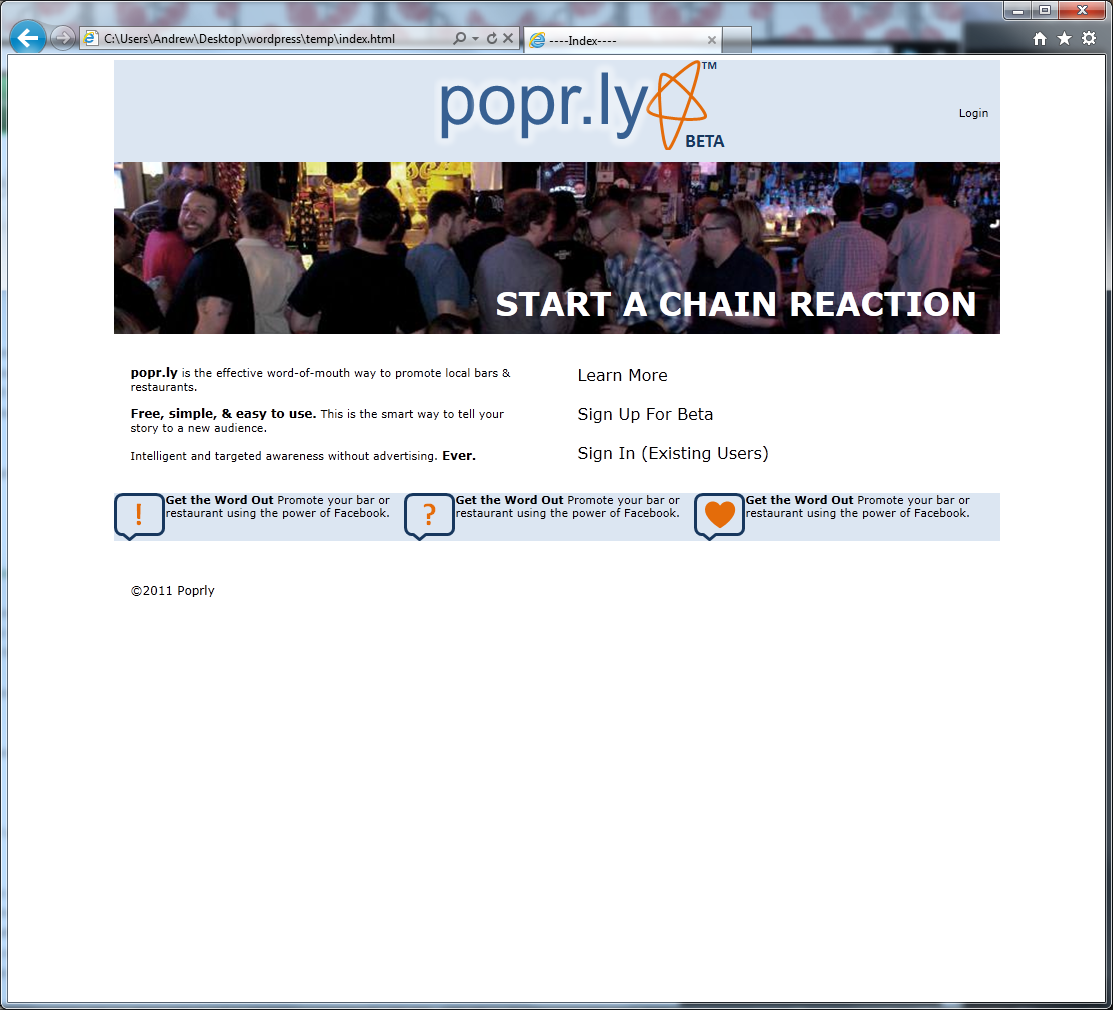 C:\Users\Andrew\Desktop\wordpress\temp\index.html
----Index----
popr.ly TM
BETA
Login
START A CHAIN REACTION
popr.ly is the effective word-of-mouth way to promote local bars &
restaurants.
Free, simple, & easy to use. This is the smart way to tell your
story to a new audience.
Intelligent and targeted awareness without advertising. Ever.
Learn More
Sign Up For Beta
Sign In (Existing Users)
!
Get the Word Out Promote your bar or
restaurant using the power of Facebook.
?
Get the Word Out Promote your bar or
restaurant using the power of Facebook.
Get the Word Out Promote your bar or
restaurant using the power of Facebook.
©2011 Poprly